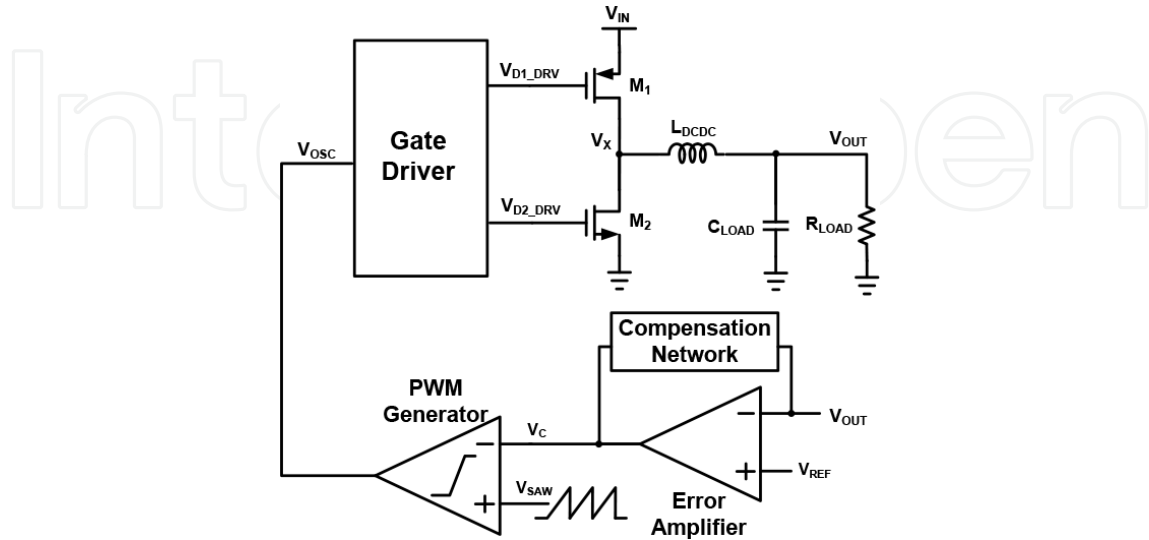 V_IN
V_D1_DRV
M_1
Gate
Driver
V_OSC
V_X
L_DCDC
V_OUT
V_D2_DRV
M_2
C_LOAD
R_LOAD
Compensation
Network
PWM
Generator
V_C
−
−
V_OUT
+
V_REF
+
V_SAW
Error
Amplifier